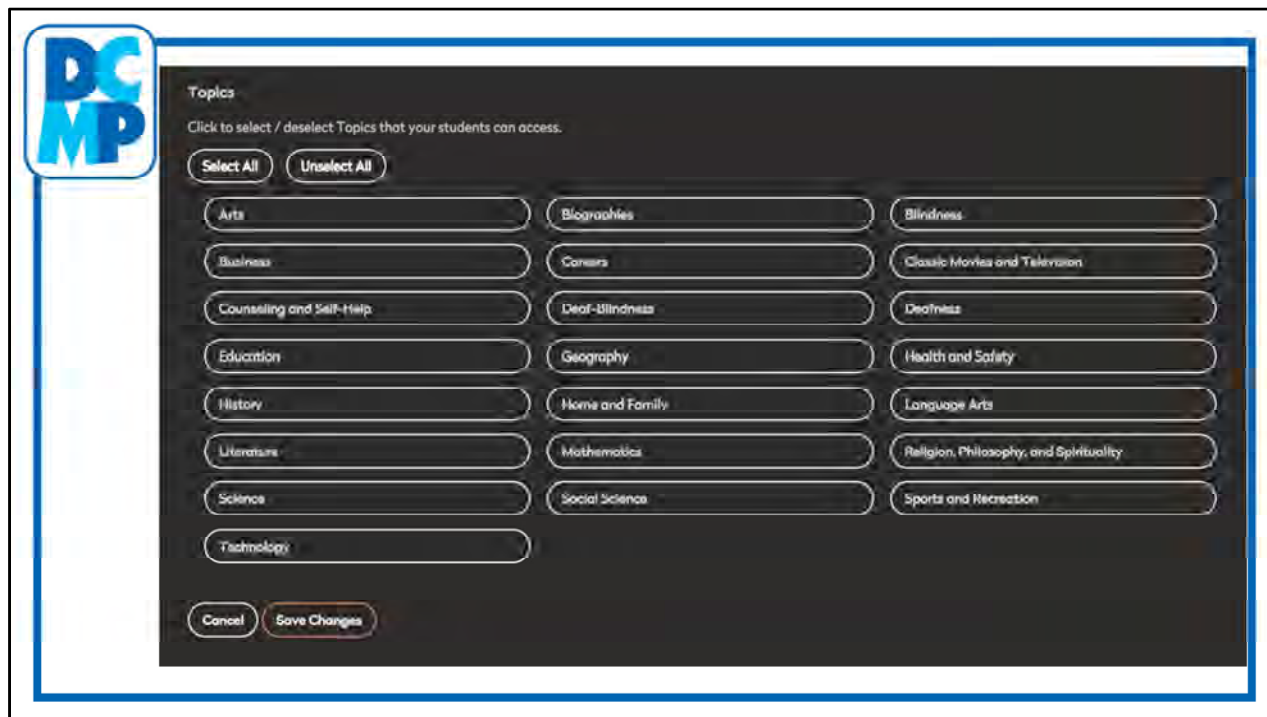 DC
MP
Topics
Click to select / deselect Topics that your students can access.
Select All Unselect All
Arts Biographies Blindness
Business Careers Classic Movies and Television
Counseling and Self-Help Deaf-Blindness Deafness
Education Geography Health and Safety
History Home and Family Language Arts
Literature Mathematics Religion, Philosophy, and Spirituality
Science Social Science Sports and Recreation
Technology
Cancel Save Changes